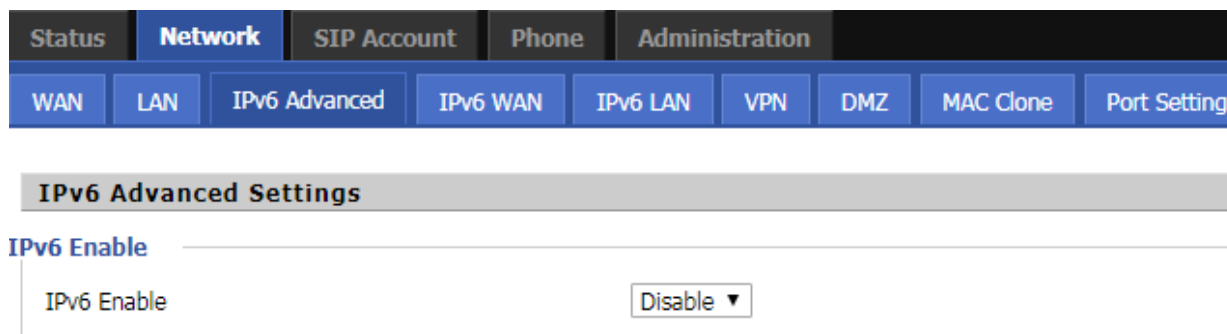 Status Network SIP Account Phone Administration
WAN LAN IPv6 Advanced IPv6 WAN IPv6 LAN VPN DMZ MAC Clone Port Setting
IPv6 Advanced Settings
IPv6 Enable
IPv6 Enable Disable